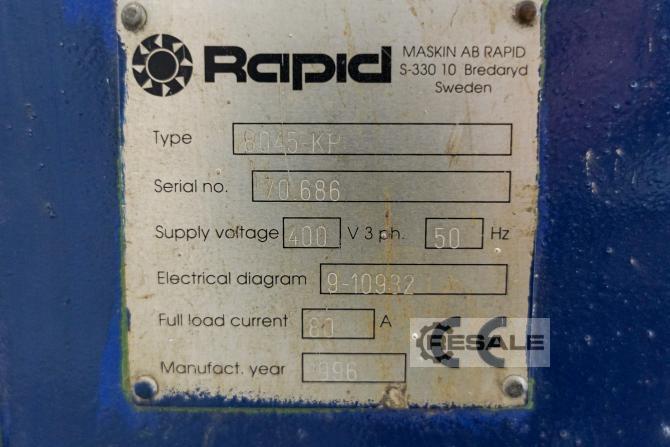 Rapid
MASKIN AB RAPID
S-330 10 Bredaryd
Sweden
Type 8045-KP
Serial no. 70.686
Supply voltage 400 V 3 ph. 50 Hz
Electrical diagram 9-10932
Full load current 80 A
Manufact. year 1996
CE
RESALE